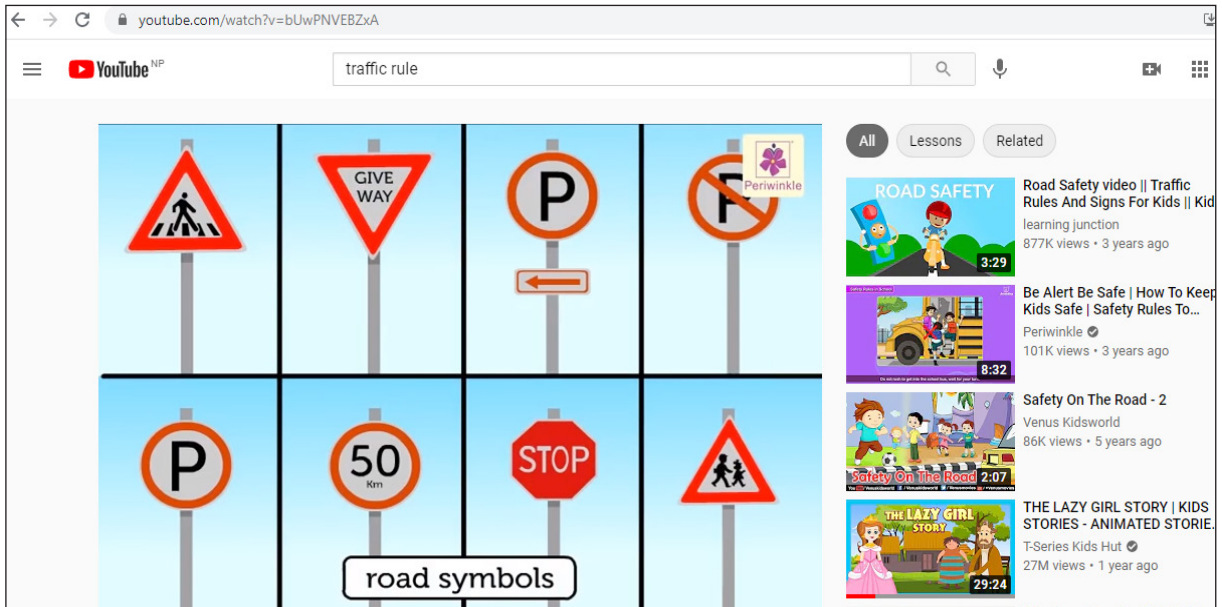 youtube.com/watch?v=bUwPNVEBZxA
YouTube NP
traffic rule
GIVE
WAY
P
P
Periwinkle
P
50
Km
STOP
road symbols
All
Lessons
Related
ROAD SAFETY
3:29
Road Safety video || Traffic
Rules And Signs For Kids || Kid
learning junction
877K views • 3 years ago
8:32
Be Alert Be Safe | How To Keep
Kids Safe | Safety Rules To...
Periwinkle
101K views • 3 years ago
Safety On The Road
2:07
Safety On The Road - 2
Venus Kidsworld
86K views • 5 years ago
THE LAZY GIRL
STORY
29:24
THE LAZY GIRL STORY | KIDS
STORIES - ANIMATED STORIE.
T-Series Kids Hut
27M views • 1 year ago